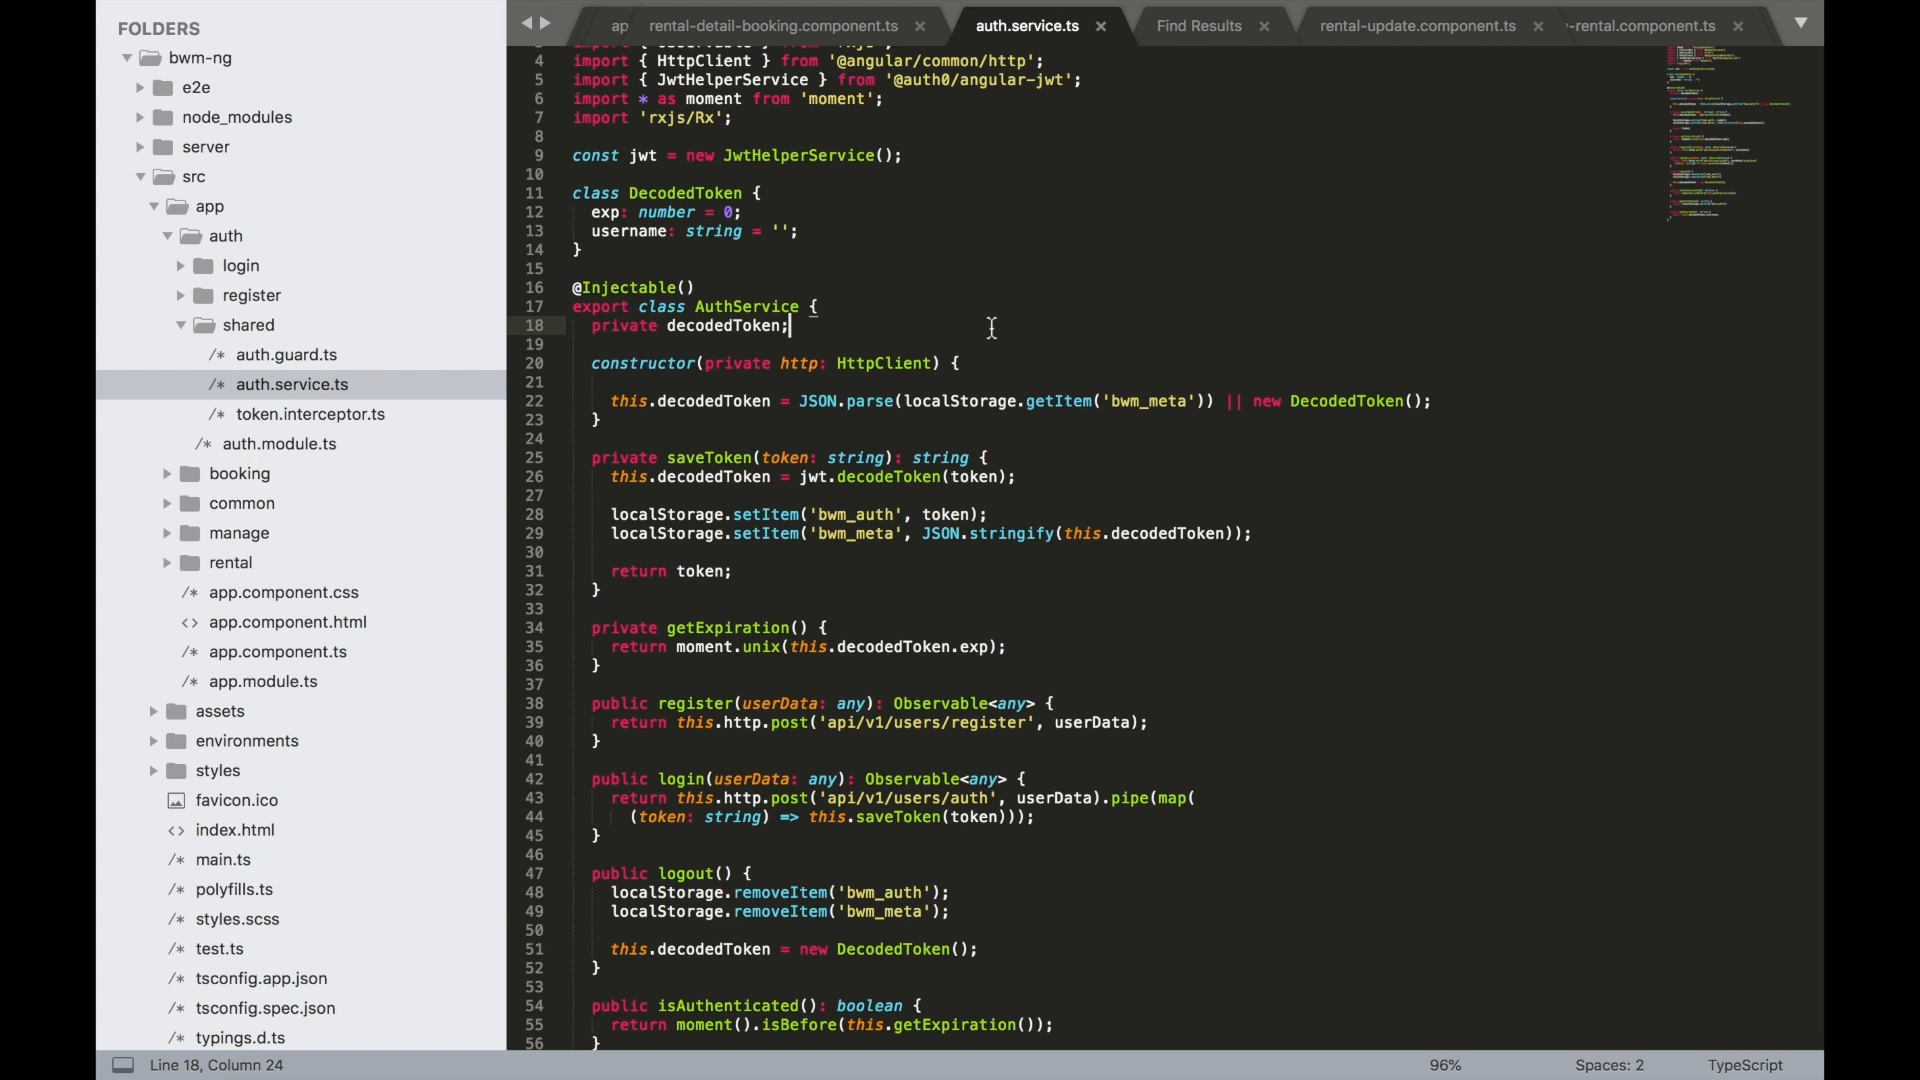 FOLDERS
bwm-ng
e2e
node_modules
server
src
app
auth
login
register
shared
/* auth.guard.ts
/* auth.service.ts
/* token.interceptor.ts
/* auth.module.ts
booking
common
manage
rental
/* app.component.css
<> app.component.html
/* app.component.ts
/* app.module.ts
assets
environments
styles
favicon.ico
<> index.html
/* main.ts
/* polyfills.ts
/* styles.scss
/* test.ts
/* tsconfig.app.json
/* tsconfig.spec.json
/* typings.d.ts
ap rental-detail-booking.component.ts × auth.service.ts × Find Results × rental-update.component.ts × -rental.component.ts ×
4 import { HttpClient } from '@angular/common/http';
5 import { JwtHelperService } from '@auth0/angular-jwt';
6 import * as moment from 'moment';
7 import 'rxjs/Rx';
8
9 const jwt = new JwtHelperService();
10
11 class DecodedToken {
12   exp: number = 0;
13   username: string = '';
14 }
15
16 @Injectable()
17 export class AuthService {
18   private decodedToken;
19
20   constructor(private http: HttpClient) {
21
22     this.decodedToken = JSON.parse(localStorage.getItem('bwm_meta')) || new DecodedToken();
23   }
24
25   private saveToken(token: string): string {
26     this.decodedToken = jwt.decodeToken(token);
27
28     localStorage.setItem('bwm_auth', token);
29     localStorage.setItem('bwm_meta', JSON.stringify(this.decodedToken));
30
31     return token;
32   }
33
34   private getExpiration() {
35     return moment.unix(this.decodedToken.exp);
36   }
37
38   public register(userData: any): Observable<any> {
39     return this.http.post('api/v1/users/register', userData);
40   }
41
42   public login(userData: any): Observable<any> {
43     return this.http.post('api/v1/users/auth', userData).pipe(map(
44       (token: string) => this.saveToken(token)));
45   }
46
47   public logout() {
48     localStorage.removeItem('bwm_auth');
49     localStorage.removeItem('bwm_meta');
50
51     this.decodedToken = new DecodedToken();
52   }
53
54   public isAuthenticated(): boolean {
55     return moment().isBefore(this.getExpiration());
56   }
Line 18, Column 24 96% Spaces: 2 TypeScript